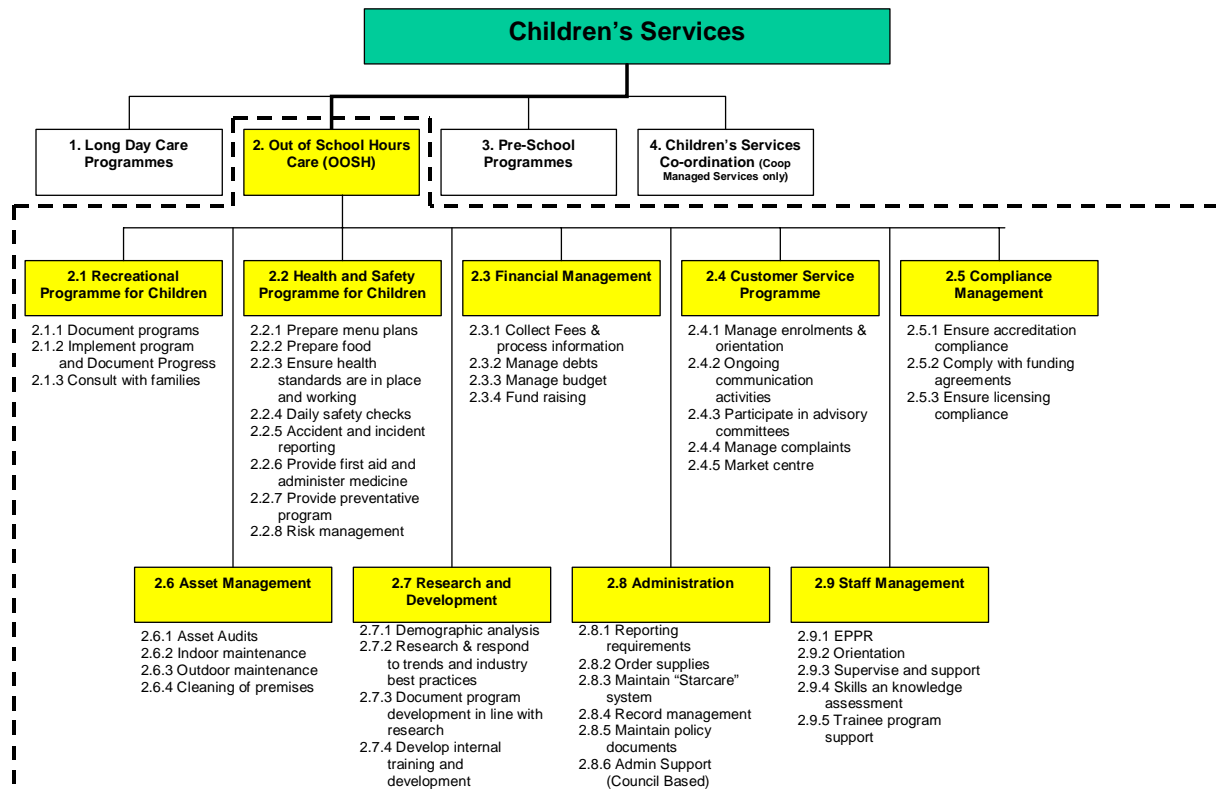 Children's Services
1. Long Day Care
Programmes
2. Out of School Hours
Care (OOSH)
3. Pre-School
Programmes
4. Children's Services
Co-ordination (Coop
Managed Services only)
2.1 Recreational
Programme for Children
2.1.1 Document programs
2.1.2 Implement program
and Document Progress
2.1.3 Consult with families
2.2 Health and Safety
Programme for Children
2.2.1 Prepare menu plans
2.2.2 Prepare food
2.2.3 Ensure health
standards are in place
and working
2.2.4 Daily safety checks
2.2.5 Accident and incident
reporting
2.2.6 Provide first aid and
administer medicine
2.2.7 Provide preventative
program
2.2.8 Risk management
2.3 Financial Management
2.3.1 Collect Fees &
process information
2.3.2 Manage debts
2.3.3 Manage budget
2.3.4 Fund raising
2.4 Customer Service
Programme
2.4.1 Manage enrolments &
orientation
2.4.2 Ongoing
communication
activities
2.4.3 Participate in advisory
committees
2.4.4 Manage complaints
2.4.5 Market centre
2.5 Compliance
Management
2.5.1 Ensure accreditation
compliance
2.5.2 Comply with funding
agreements
2.5.3 Ensure licensing
compliance
2.6 Asset Management
2.6.1 Asset Audits
2.6.2 Indoor maintenance
2.6.3 Outdoor maintenance
2.6.4 Cleaning of premises
2.7 Research and
Development
2.7.1 Demographic analysis
2.7.2 Research & respond
to trends and industry
best practices
2.7.3 Document program
development in line with
research
2.7.4 Develop internal
training and
development
2.8 Administration
2.8.1 Reporting
requirements
2.8.2 Order supplies
2.8.3 Maintain "Starcare"
system
2.8.4 Record management
2.8.5 Maintain policy
documents
2.8.6 Admin Support
(Council Based)
2.9 Staff Management
2.9.1 EPPR
2.9.2 Orientation
2.9.3 Supervise and support
2.9.4 Skills an knowledge
assessment
2.9.5 Trainee program
support